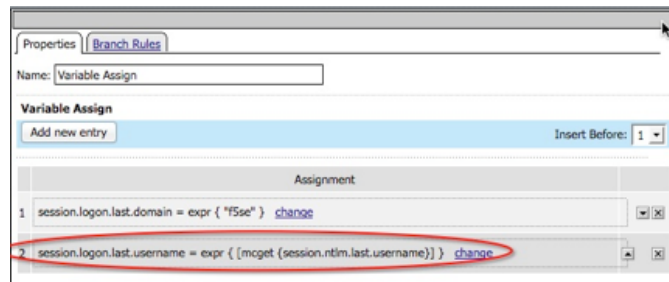 Properties Branch Rules
Name: Variable Assign
Variable Assign
Add new entry Insert Before: 1
Assignment
1 session.logon.last.domain = expr { "f5se" } change
2 session.logon.last.username = expr { [mcget {session.ntlm.last.username}] } change